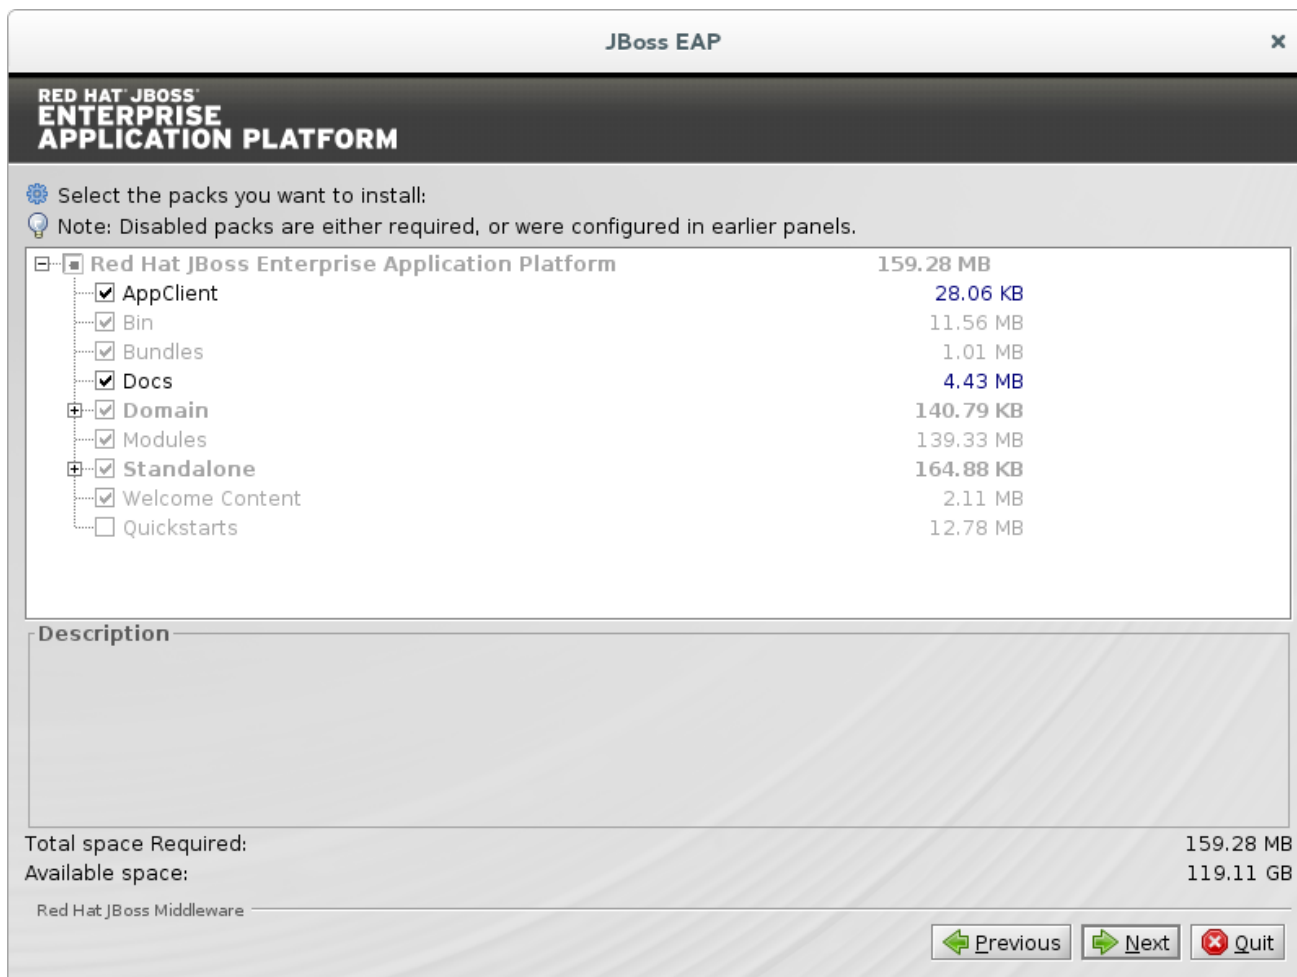 JBoss EAP
RED HAT JBOSS
ENTERPRISE
APPLICATION PLATFORM
Select the packs you want to install:
Note: Disabled packs are either required, or were configured in earlier panels.
Red Hat JBoss Enterprise Application Platform 159.28 MB
AppClient 28.06 KB
Bin 11.56 MB
Bundles 1.01 MB
Docs 4.43 MB
Domain 140.79 KB
Modules 139.33 MB
Standalone 164.88 KB
Welcome Content 2.11 MB
Quickstarts 12.78 MB
Description
Total space Required: 159.28 MB
Available space: 119.11 GB
Red Hat JBoss Middleware
Previous Next Quit